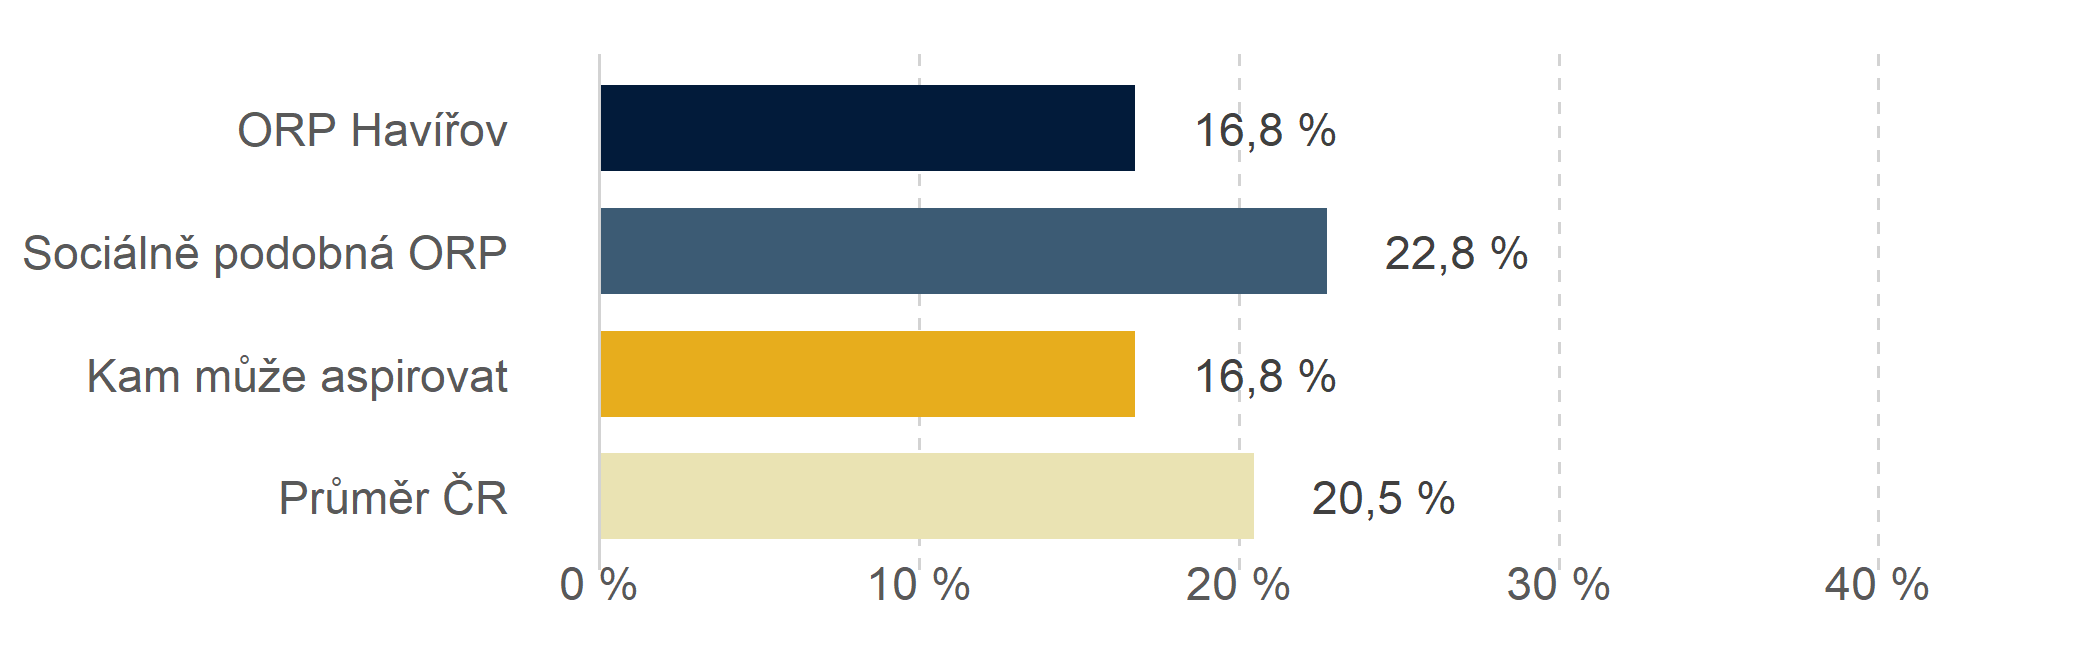 ORP Havířov
16,8 %
Sociálně podobná ORP
22,8 %
Kam může aspirovat
16,8 %
Průměr ČR
20,5 %
0 %
10 %
20 %
30 %
40 %